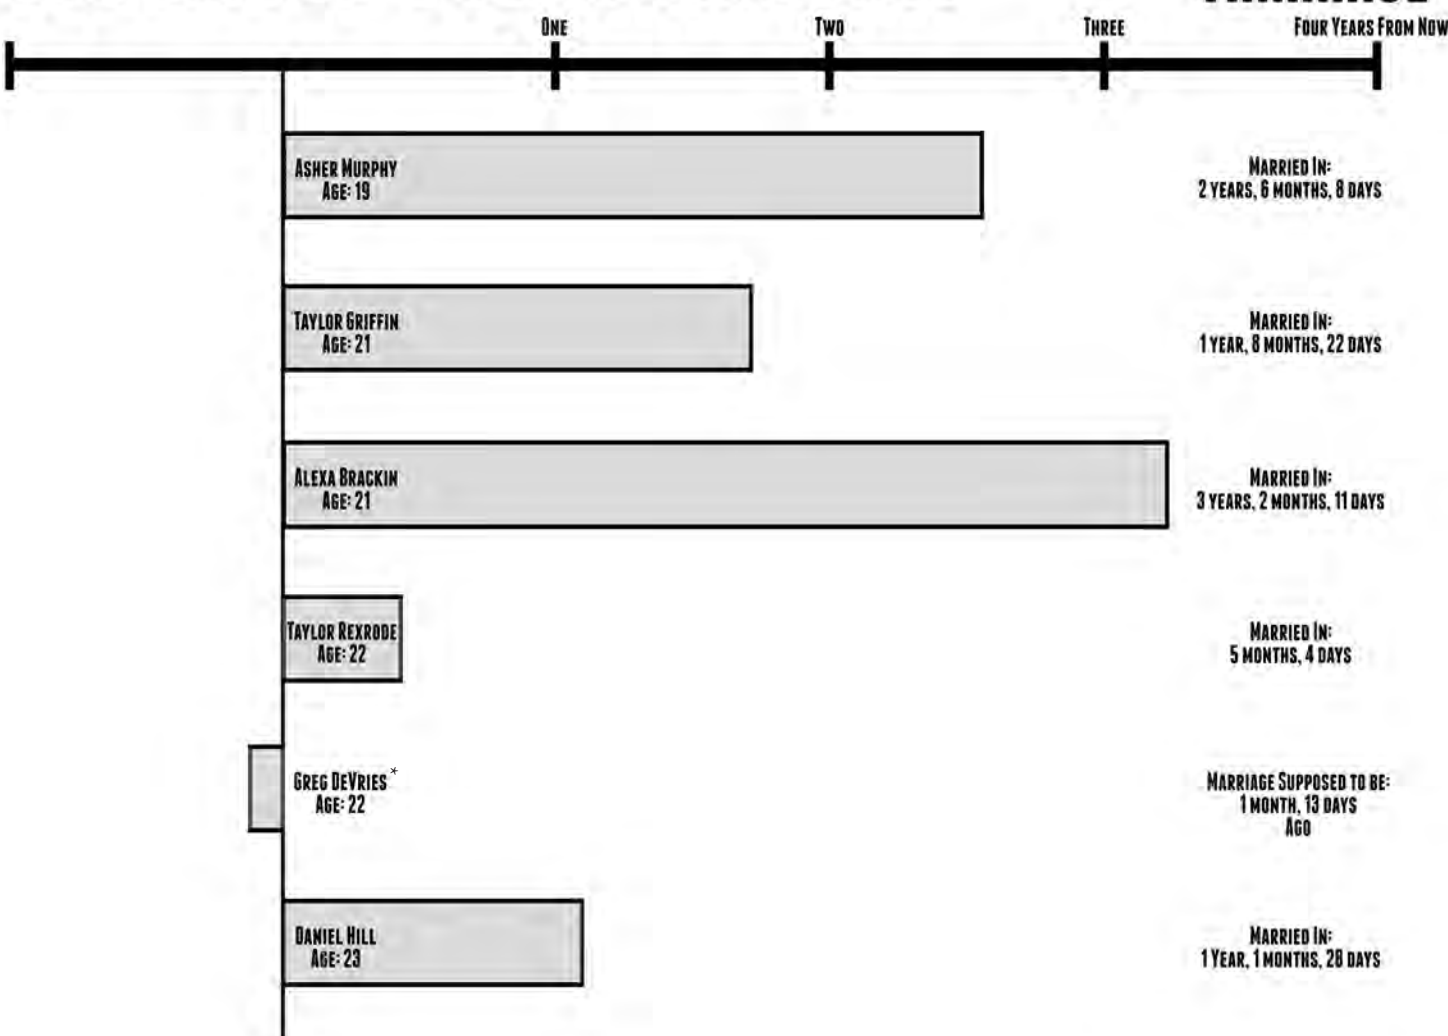 ONE
TWO
THREE
FOUR YEARS FROM NOW
ASHER MURPHY
AGE: 19
MARRIED IN:
2 YEARS, 6 MONTHS, 8 DAYS
TAYLOR GRIFFIN
AGE: 21
MARRIED IN:
1 YEAR, 8 MONTHS, 22 DAYS
ALEXA BRACKIN
AGE: 21
MARRIED IN:
3 YEARS, 2 MONTHS, 11 DAYS
TAYLOR REXRODE
AGE: 22
MARRIED IN:
5 MONTHS, 4 DAYS
GREG DEVRIES*
AGE: 22
MARRIAGE SUPPOSED TO BE:
1 MONTH, 13 DAYS
AGO
DANIEL HILL
AGE: 23
MARRIED IN:
1 YEAR, 1 MONTHS, 28 DAYS